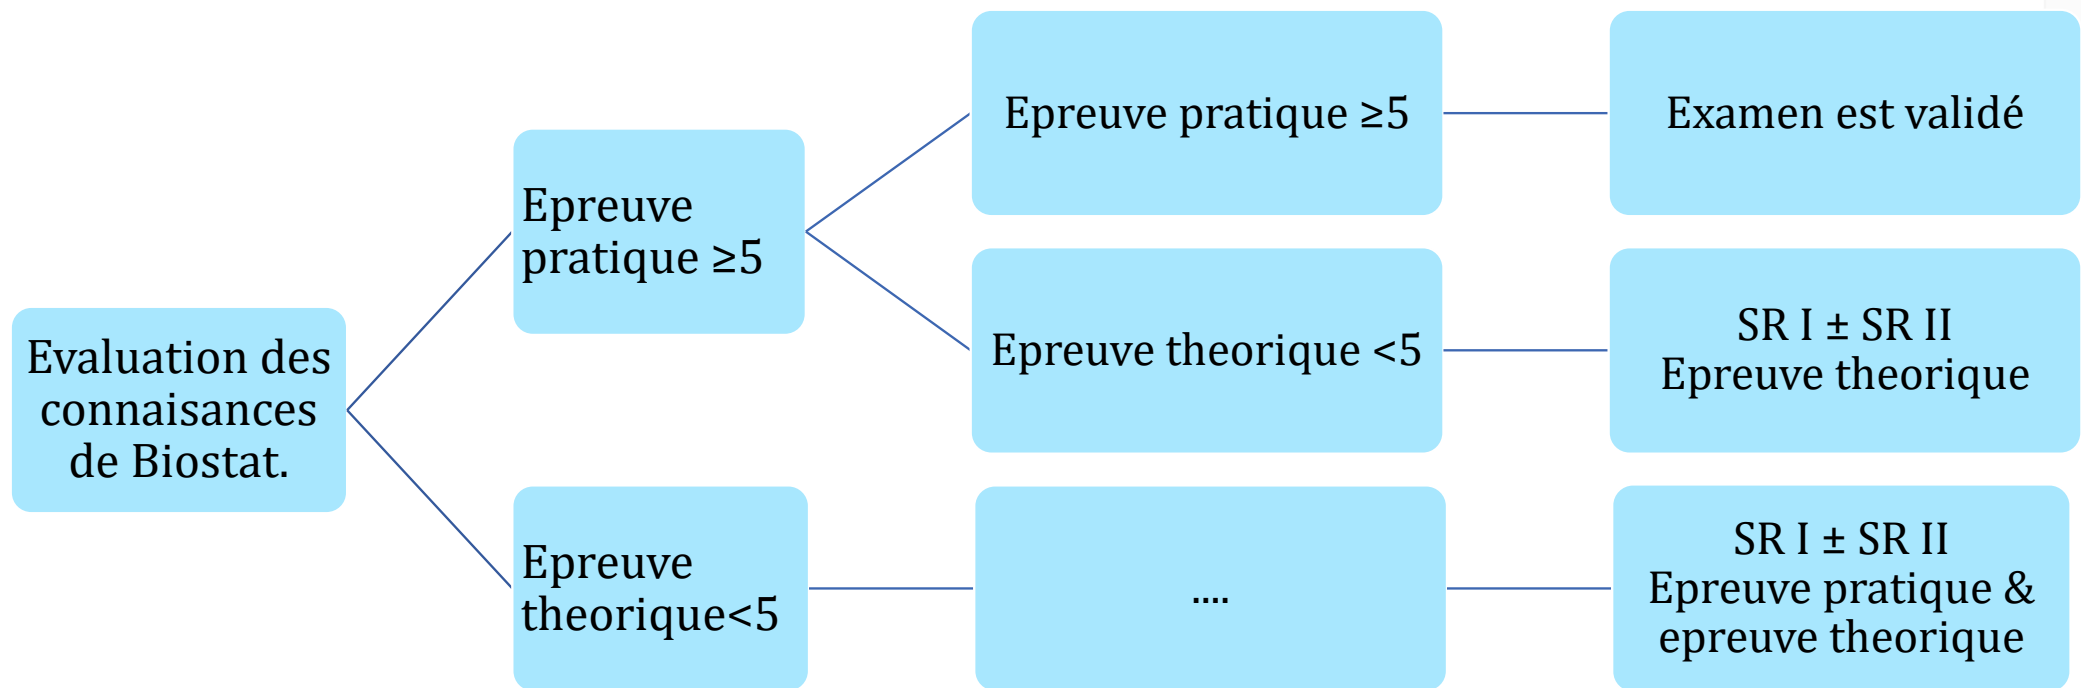 Evaluation des
connaisances
de Biostat.
Epreuve
pratique ≥5
Epreuve pratique ≥5
Examen est validé
Epreuve theorique <5
SR I ± SR II
Epreuve theorique
Epreuve
theorique<5
....
SR I ± SR II
Epreuve pratique &
epreuve theorique